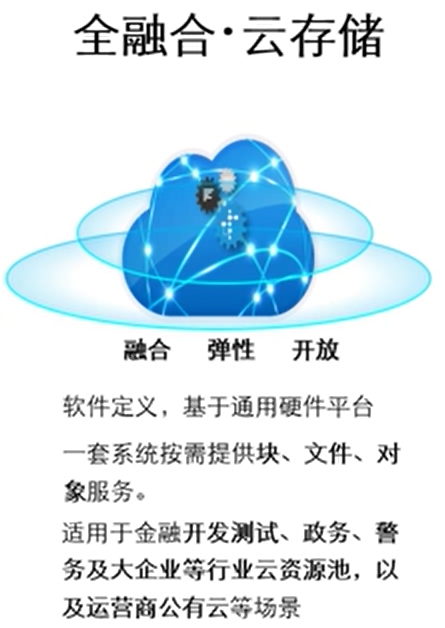 全融合·云存储
融合 弹性 开放
软件定义，基于通用硬件平台
一套系统按需提供块、文件、对
象服务。
适用于金融开发测试、政务、警
务及大企业等行业云资源池，以
及运营商公有云等场景